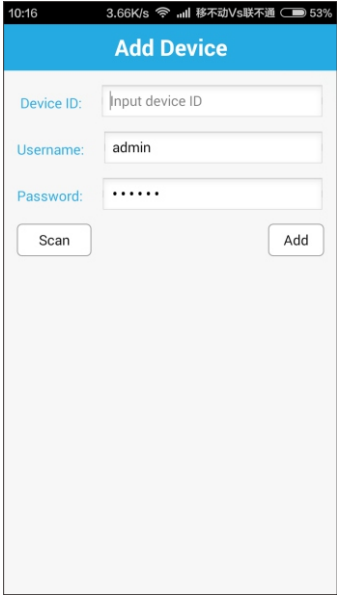 10:16 3.66K/s 移不动Vs联不通 53%
Add Device
Device ID: Input device ID
Username: admin
Password: ••••••
Scan Add